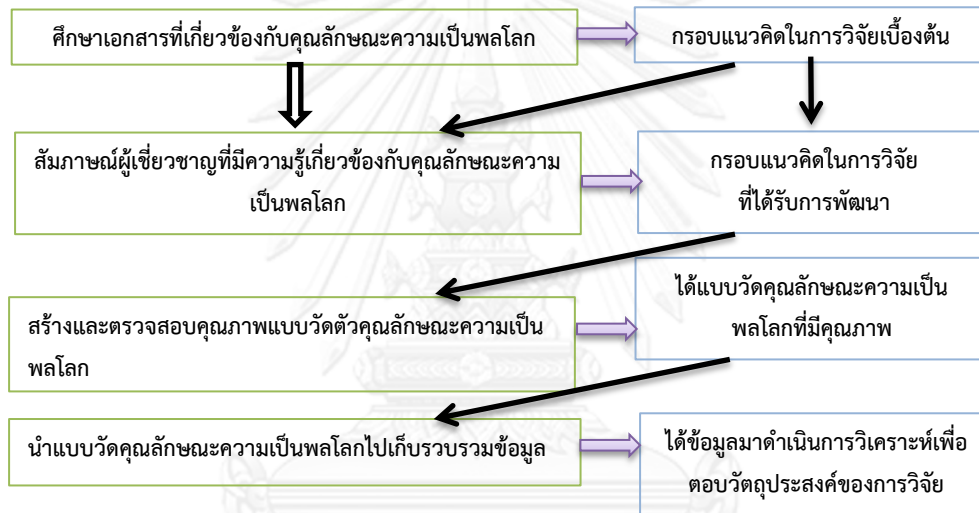 ศึกษาเอกสารที่เกี่ยวข้องกับคุณลักษณะความเป็นพลโลก
กรอบแนวคิดในการวิจัยเบื้องต้น
สัมภาษณ์ผู้เชี่ยวชาญที่มีความรู้เกี่ยวข้องกับคุณลักษณะความ
เป็นพลโลก
กรอบแนวคิดในการวิจัย
ที่ได้รับการพัฒนา
สร้างและตรวจสอบคุณภาพแบบวัดตัวคุณลักษณะความเป็น
พลโลก
ได้แบบวัดคุณลักษณะความเป็น
พลโลกที่มีคุณภาพ
นำแบบวัดคุณลักษณะความเป็นพลโลกไปเก็บรวบรวมข้อมูล
ได้ข้อมูลมาดำเนินการวิเคราะห์เพื่อ
ตอบวัตถุประสงค์ของการวิจัย